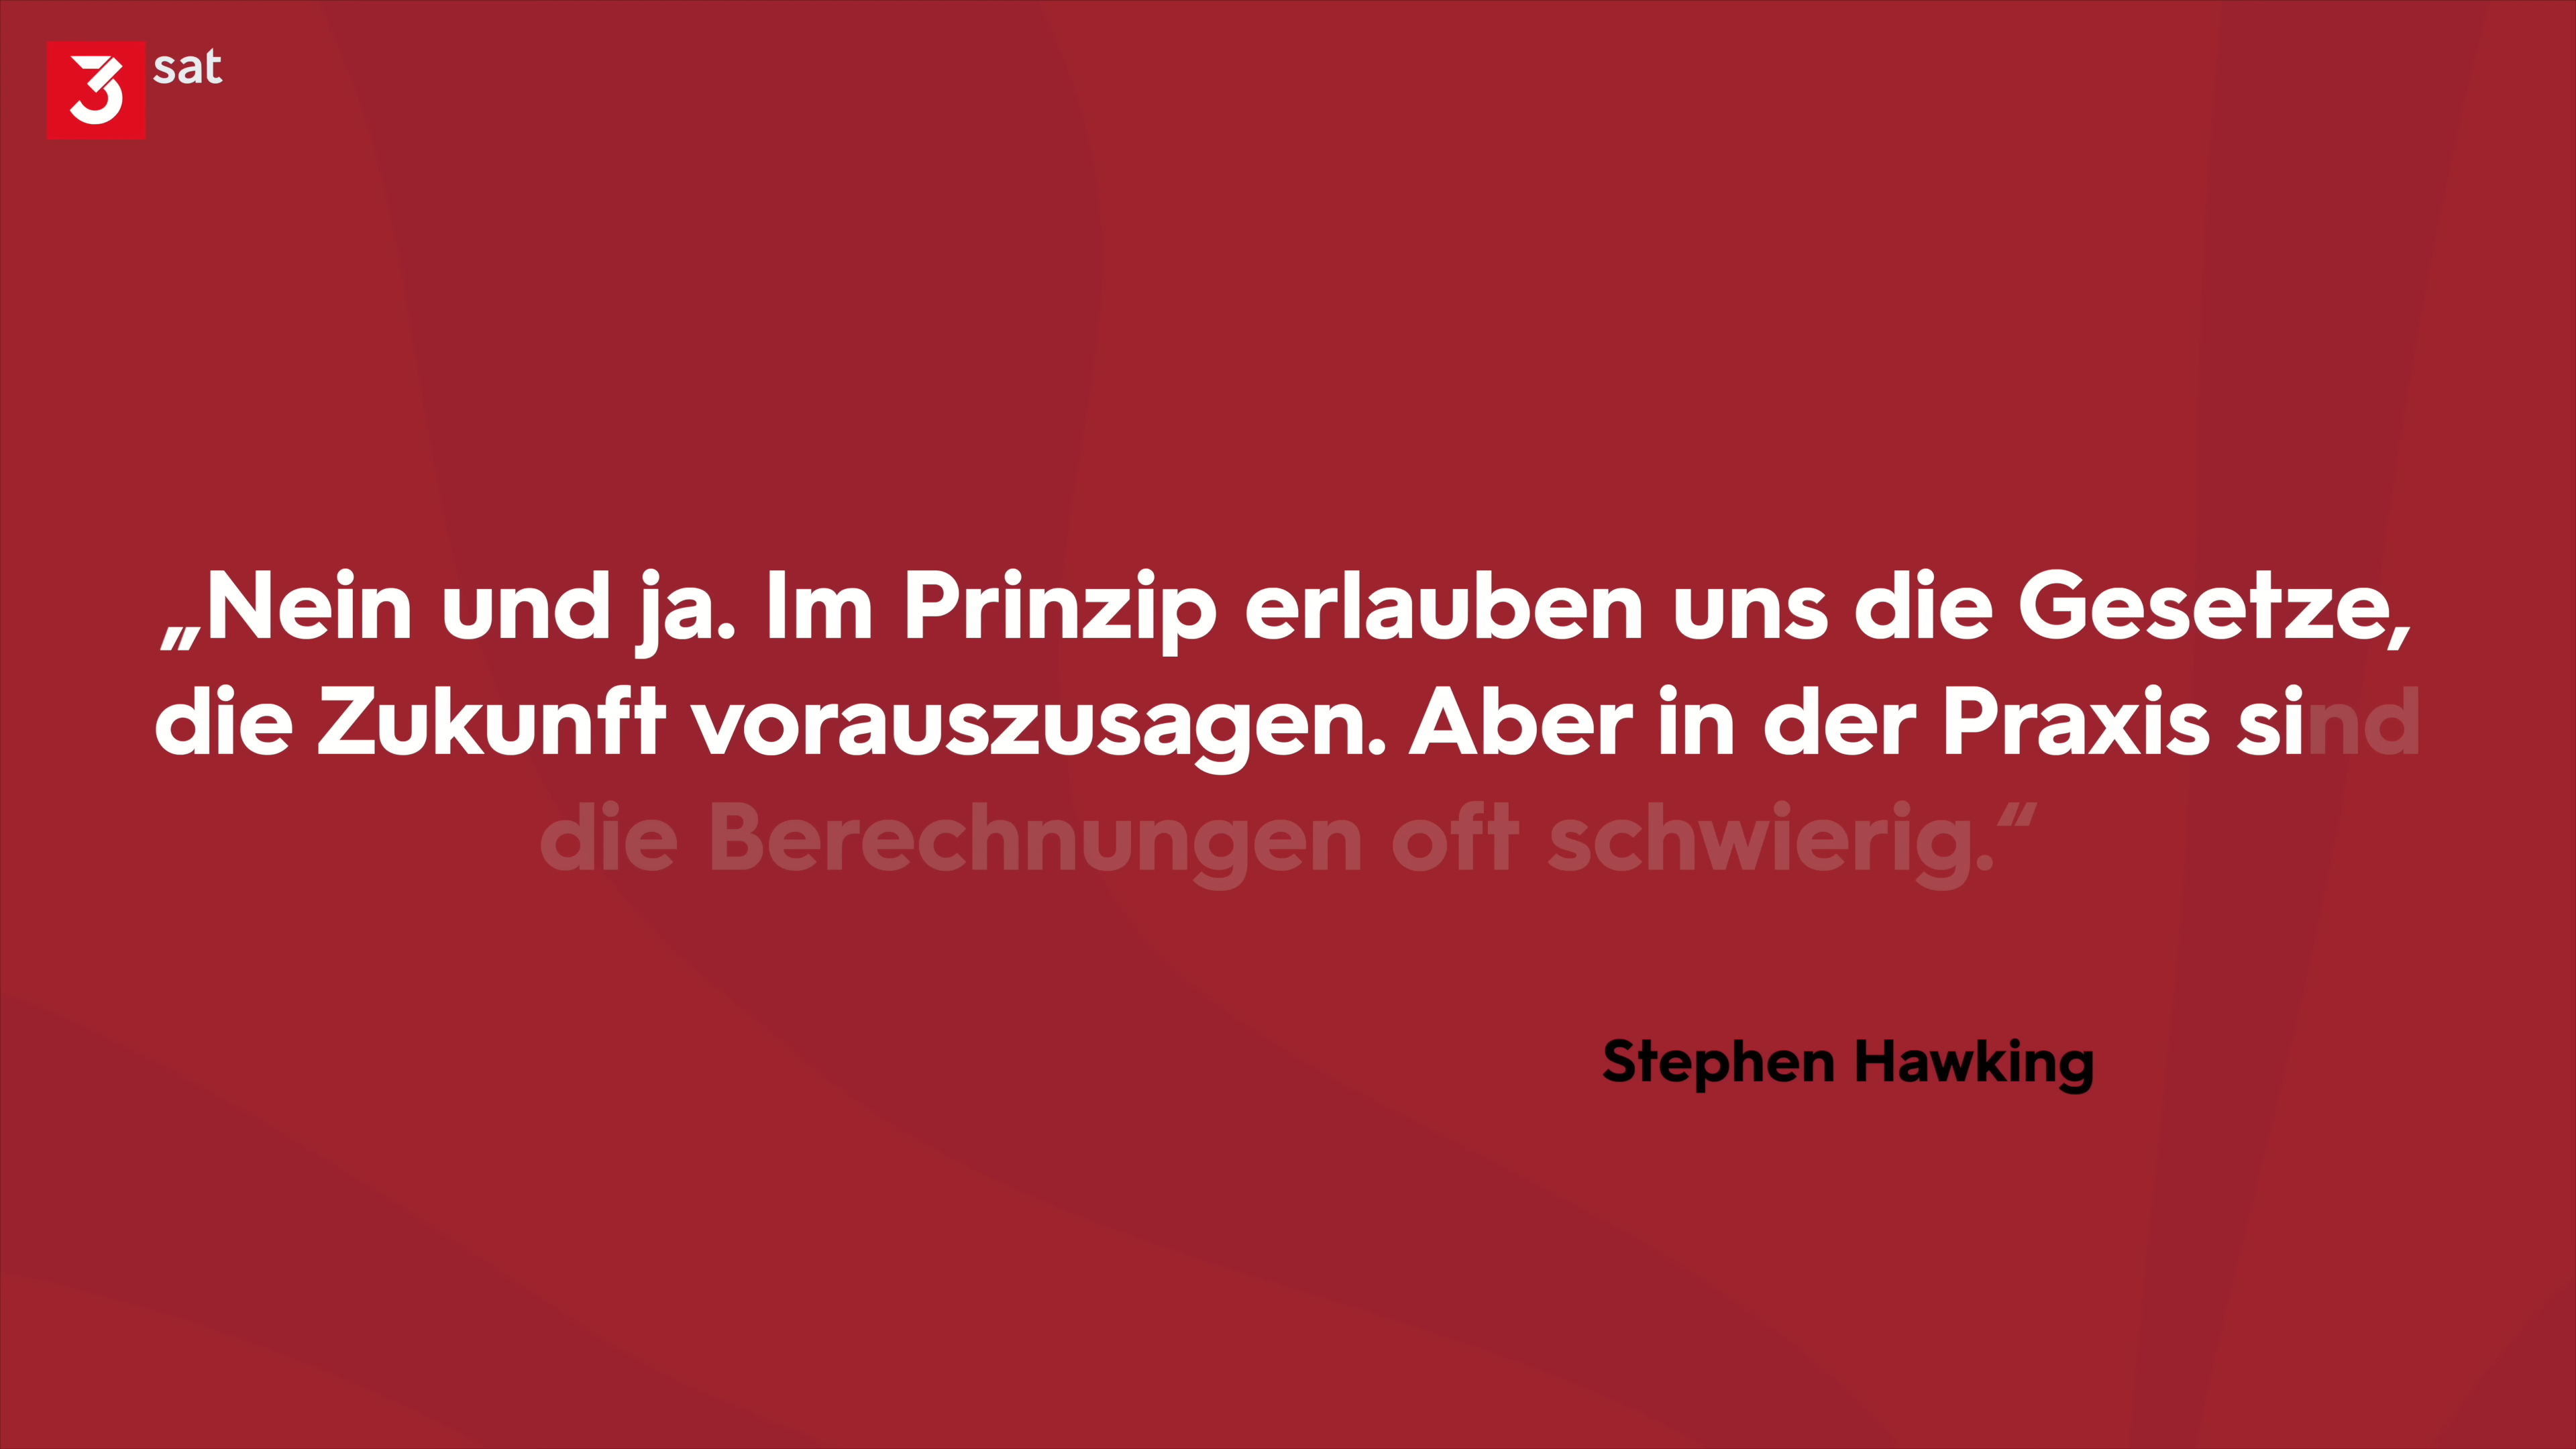 3sat
„Nein und ja. Im Prinzip erlauben uns die Gesetze,
die Zukunft vorauszusagen. Aber in der Praxis sind
die Berechnungen oft schwierig.“
Stephen Hawking